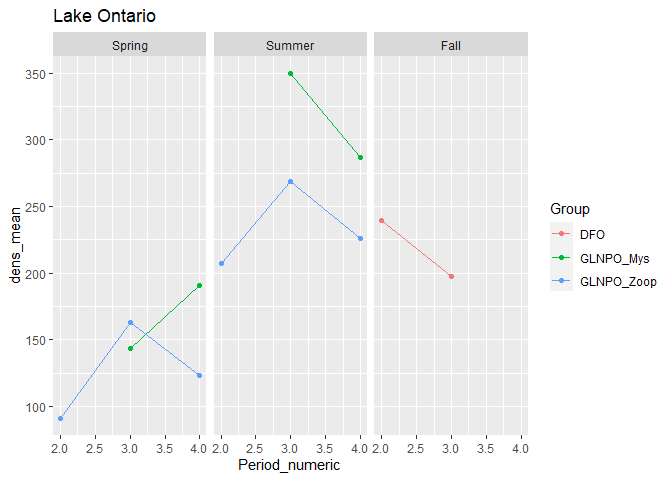 Lake Ontario
Spring Summer Fall
350
300
250
200
150
100
dens_mean
2.0 2.5 3.0 3.5 4.0 2.0 2.5 3.0 3.5 4.0 2.0 2.5 3.0 3.5 4.0
Period_numeric
Group
DFO
GLNPO_Mys
GLNPO_Zoop